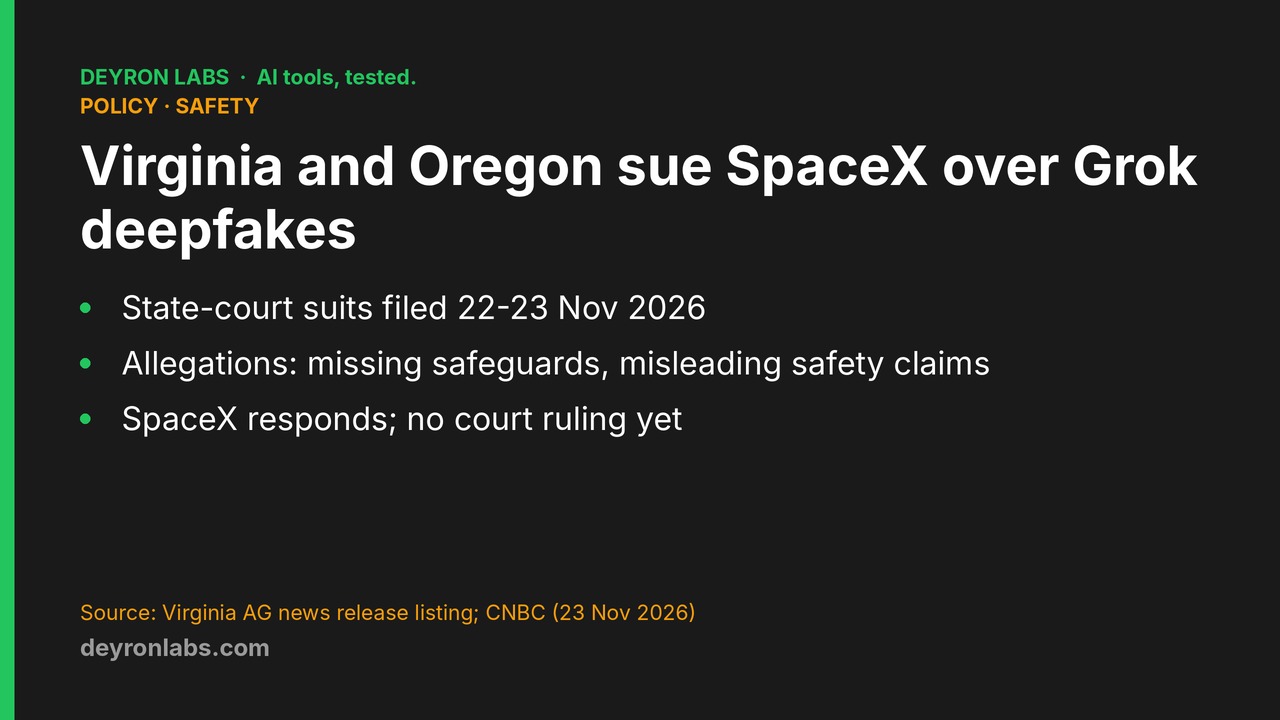 DEYRON LABS · AI tools, tested.
POLICY · SAFETY
Virginia and Oregon sue SpaceX over Grok
deepfakes
• State-court suits filed 22-23 Nov 2026
• Allegations: missing safeguards, misleading safety claims
• SpaceX responds; no court ruling yet
Source: Virginia AG news release listing; CNBC (23 Nov 2026)
deyronlabs.com